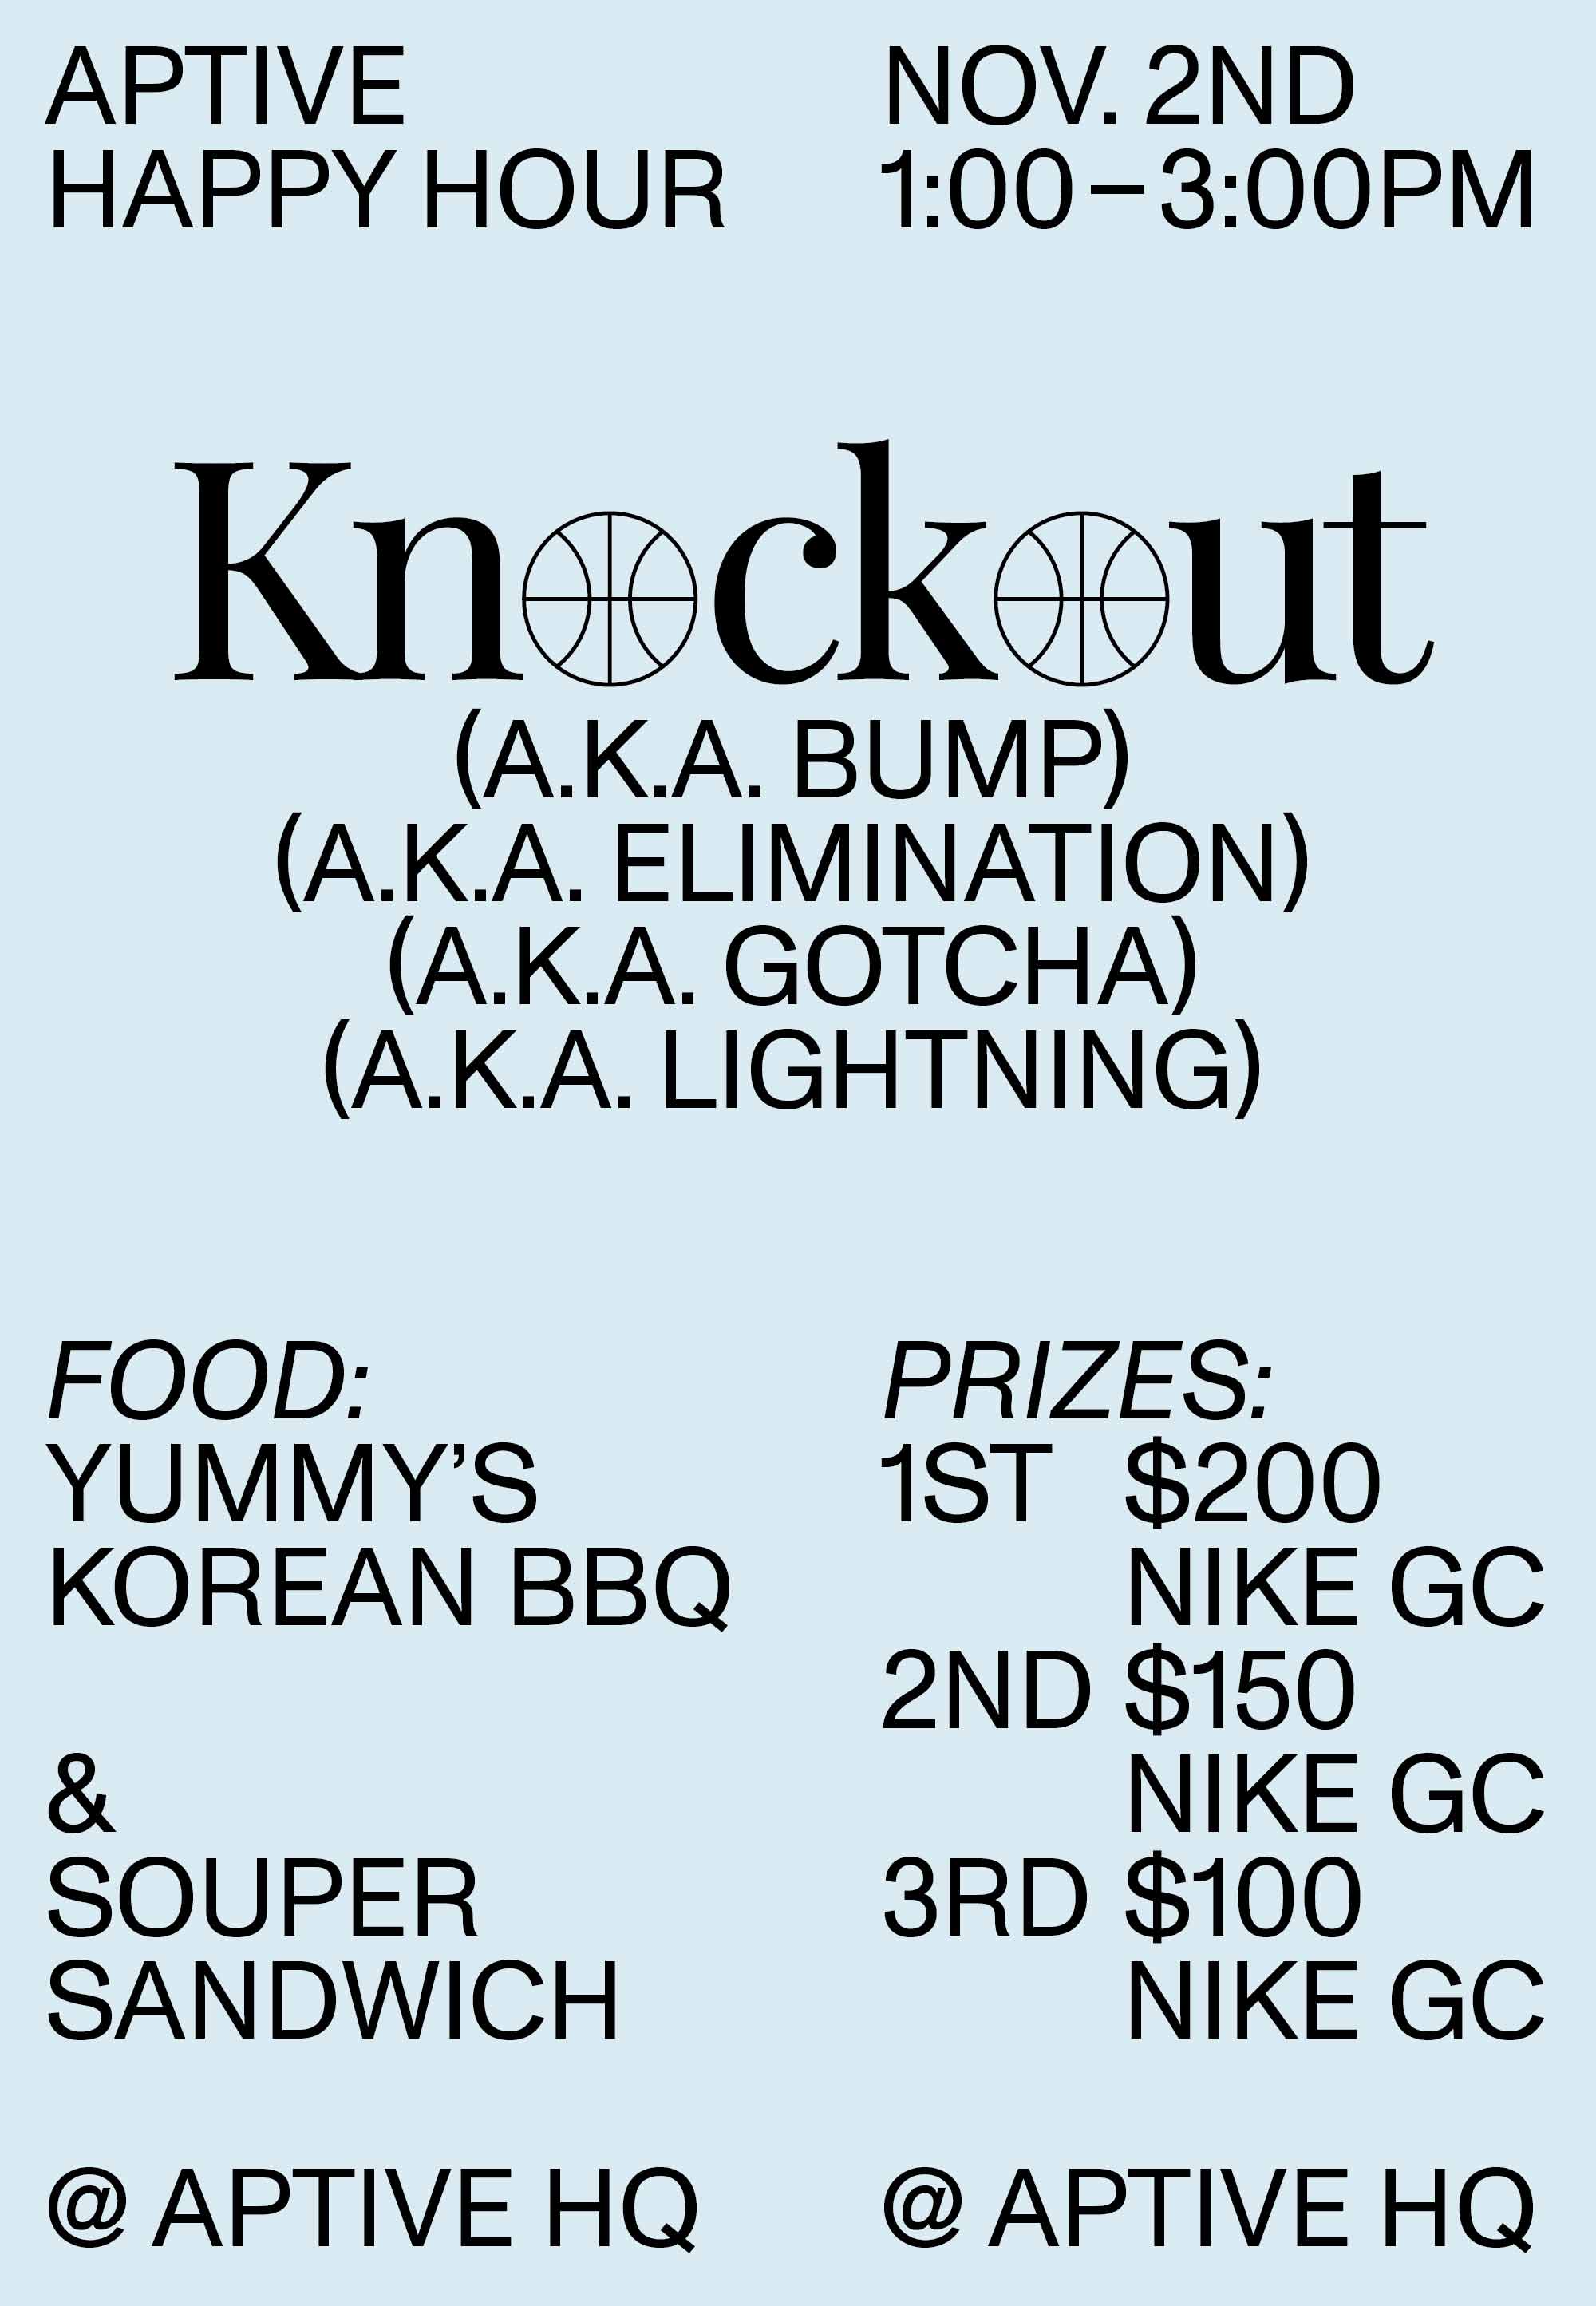 APTIVE
HAPPY HOUR
NOV. 2ND
1:00–3:00PM
Knockout
(A.K.A. BUMP)
(A.K.A. ELIMINATION)
(A.K.A. GOTCHA)
(A.K.A. LIGHTNING)
FOOD:
YUMMY’S
KOREAN BBQ
&
SOUPER
SANDWICH
@ APTIVE HQ
PRIZES:
1ST $200
NIKE GC
2ND $150
NIKE GC
3RD $100
NIKE GC
@ APTIVE HQ